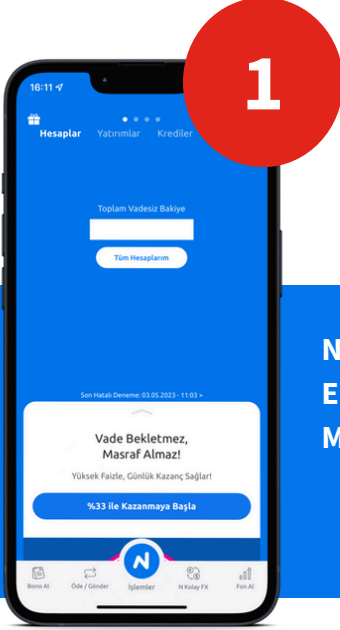 1
16:11
Hesaplar Yatırımlar Krediler
Toplam Vadesiz Bakiye
Tüm Hesaplarım
Son Hatalı Deneme: 03.05.2023 - 11:03 >
Vade Bekletmez,
Masraf Almaz!
Yüksek Faizle, Günlük Kazanç Sağlar!
%33 ile Kazanmaya Başla
N
Bono Al Öde / Gönder İşlemler N Kolay FX Fon Al
N
E
M